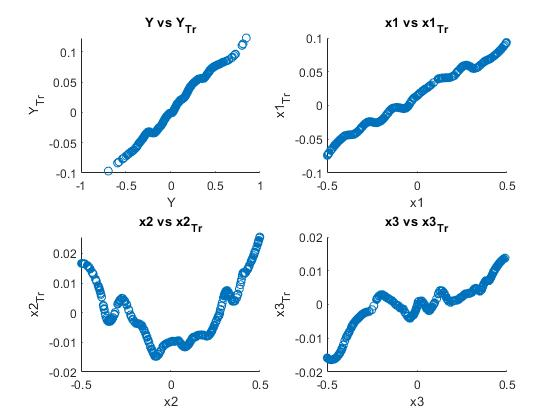 Y vs Y_Tr
0.1
0.05
0
-0.05
-0.1
-1
-0.5
0
0.5
1
Y_Tr
Y
x1 vs x1_Tr
0.1
0.05
0
-0.05
-0.1
-0.5
0
0.5
x1_Tr
x1
x2 vs x2_Tr
0.02
0.01
0
-0.01
-0.02
-0.5
0
0.5
x2_Tr
x2
x3 vs x3_Tr
0.02
0.01
0
-0.01
-0.02
-0.5
0
0.5
x3_Tr
x3